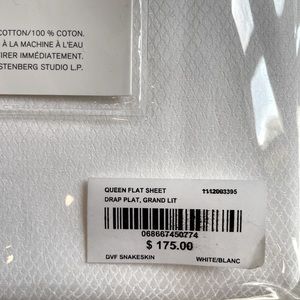 COTTON/100 % COTON.
À LA MACHINE À L'EAU
TIRER IMMÉDIATEMENT.
STENBERG STUDIO L.P.
QUEEN FLAT SHEET 1112003395
DRAP PLAT, GRAND LIT
068667450774
$ 175.00
DVF SNAKESKIN WHITE/BLANC